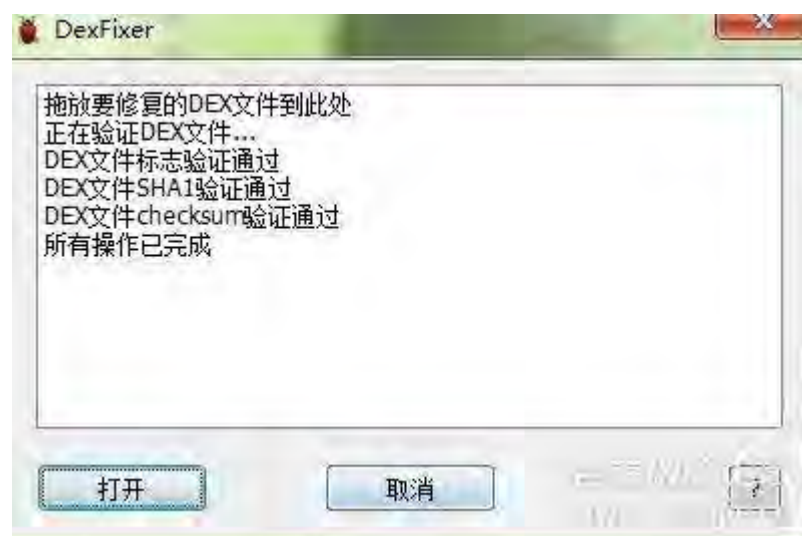 DexFixer
拖放要修复的DEX文件到此处
正在验证DEX文件...
DEX文件标志验证通过
DEX文件SHA1验证通过
DEX文件checksum验证通过
所有操作已完成
打开
取消
?